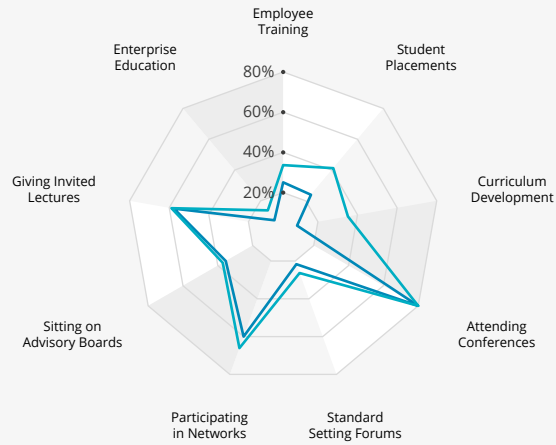 Employee
Training
Enterprise
Education
Student
Placements
80%
60%
40%
20%
Giving Invited
Lectures
Curriculum
Development
Sitting on
Advisory Boards
Attending
Conferences
Participating
in Networks
Standard
Setting Forums